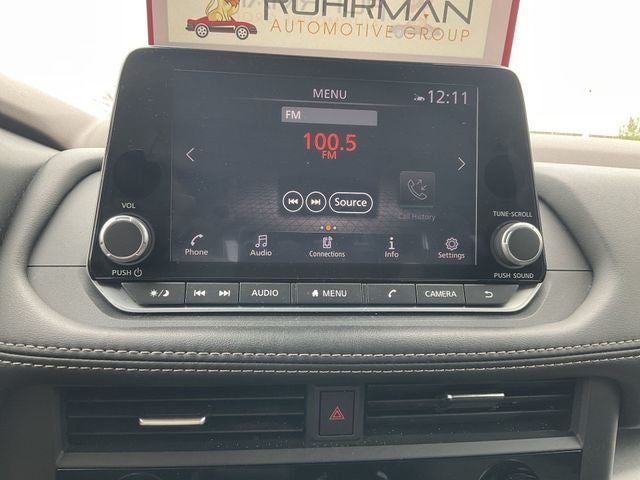 ROHRMAN
AUTOMOTIVE GROUP
MENU
12:11
FM
100.5
FM
Source
Call History
Phone
Audio
Connections
Info
Settings
VOL
PUSH
TUNE·SCROLL
PUSH SOUND
AUDIO
MENU
CAMERA